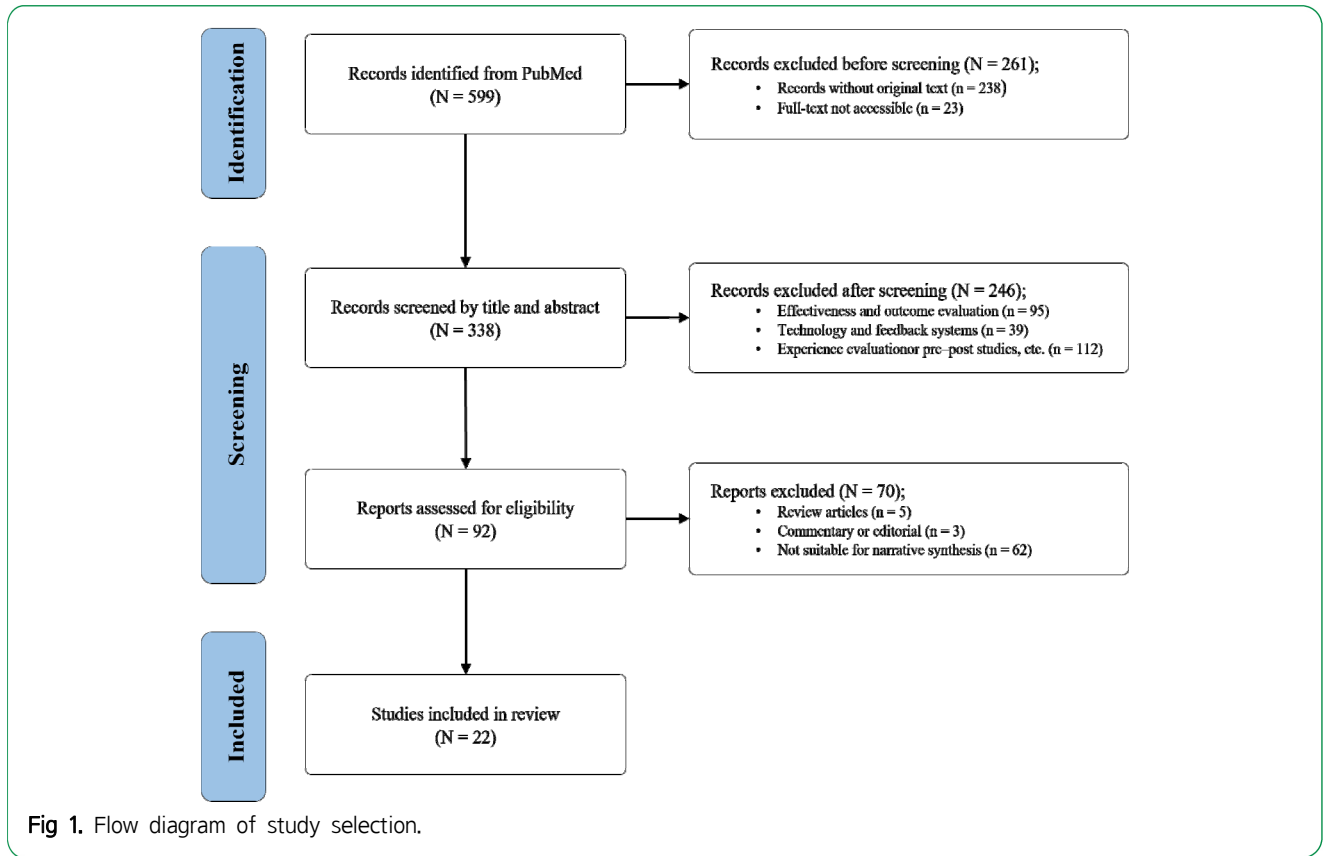 Identification
Records identified from PubMed
(N = 599)
Records excluded before screening (N = 261);
• Records without original text (n = 238)
• Full-text not accessible (n = 23)
Screening
Records screened by title and abstract
(N = 338)
Records excluded after screening (N = 246);
• Effectiveness and outcome evaluation (n = 95)
• Technology and feedback systems (n = 39)
• Experience evaluationor pre–post studies, etc. (n = 112)
Reports assessed for eligibility
(N = 92)
Reports excluded (N = 70);
• Review articles (n = 5)
• Commentary or editorial (n = 3)
• Not suitable for narrative synthesis (n = 62)
Included
Studies included in review
(N = 22)
Fig 1. Flow diagram of study selection.